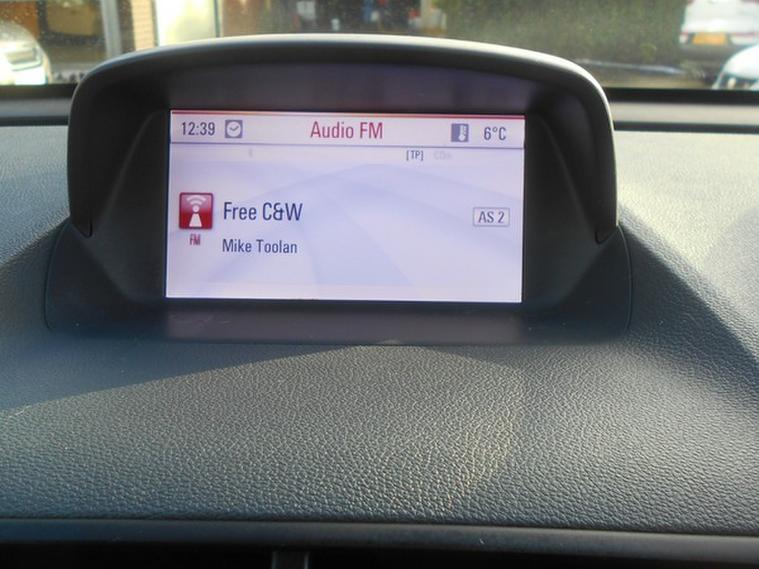 12:39 Audio FM 6°C
[TP]
Free C&W AS 2
FM
Mike Toolan